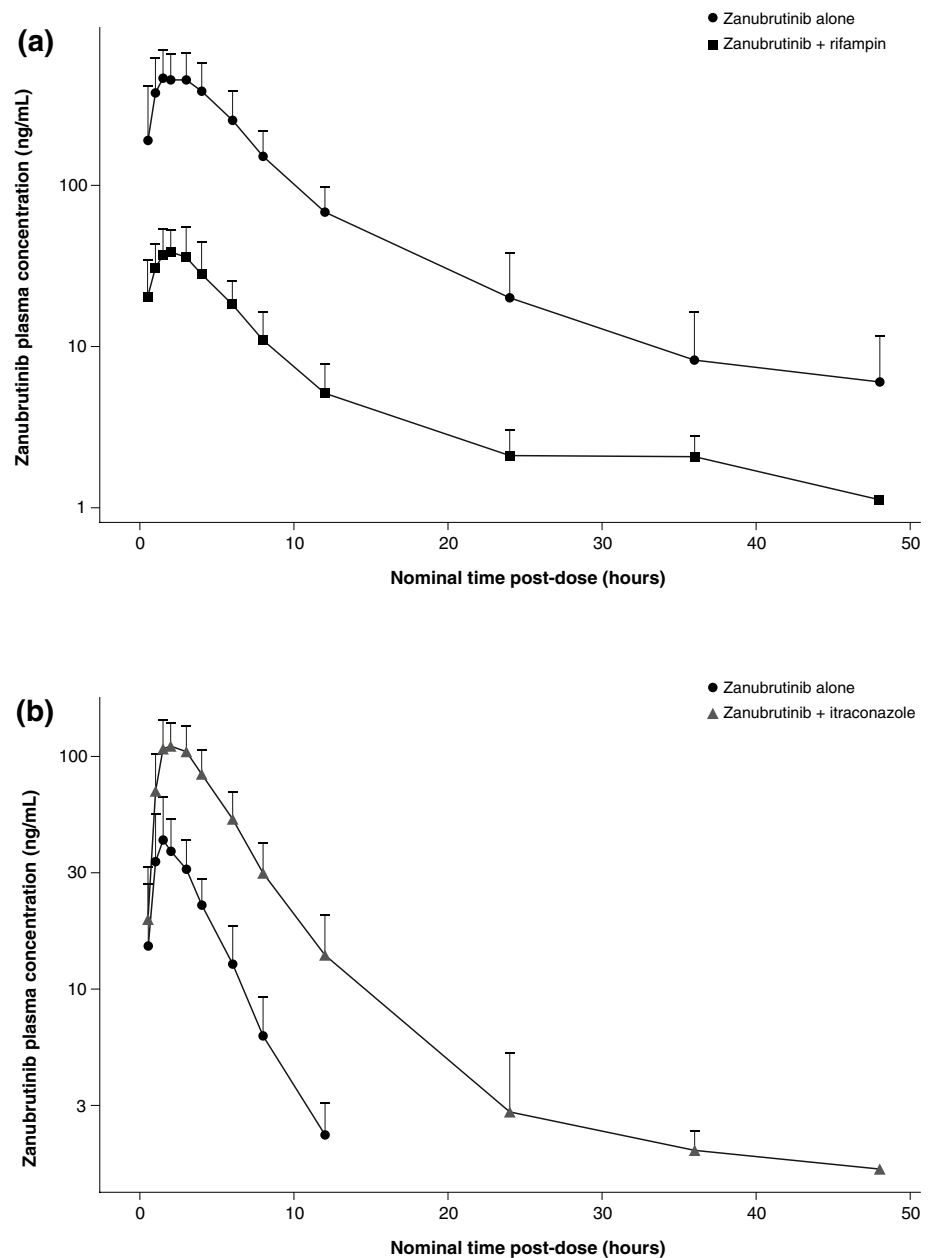 (a)
Zanubrutinib alone
Zanubrutinib + rifampin
Zanubrutinib plasma concentration (ng/mL)
100
10
1
0 10 20 30 40 50
Nominal time post-dose (hours)
(b)
Zanubrutinib alone
Zanubrutinib + itraconazole
Zanubrutinib plasma concentration (ng/mL)
100
30
10
3
0 10 20 30 40 50
Nominal time post-dose (hours)